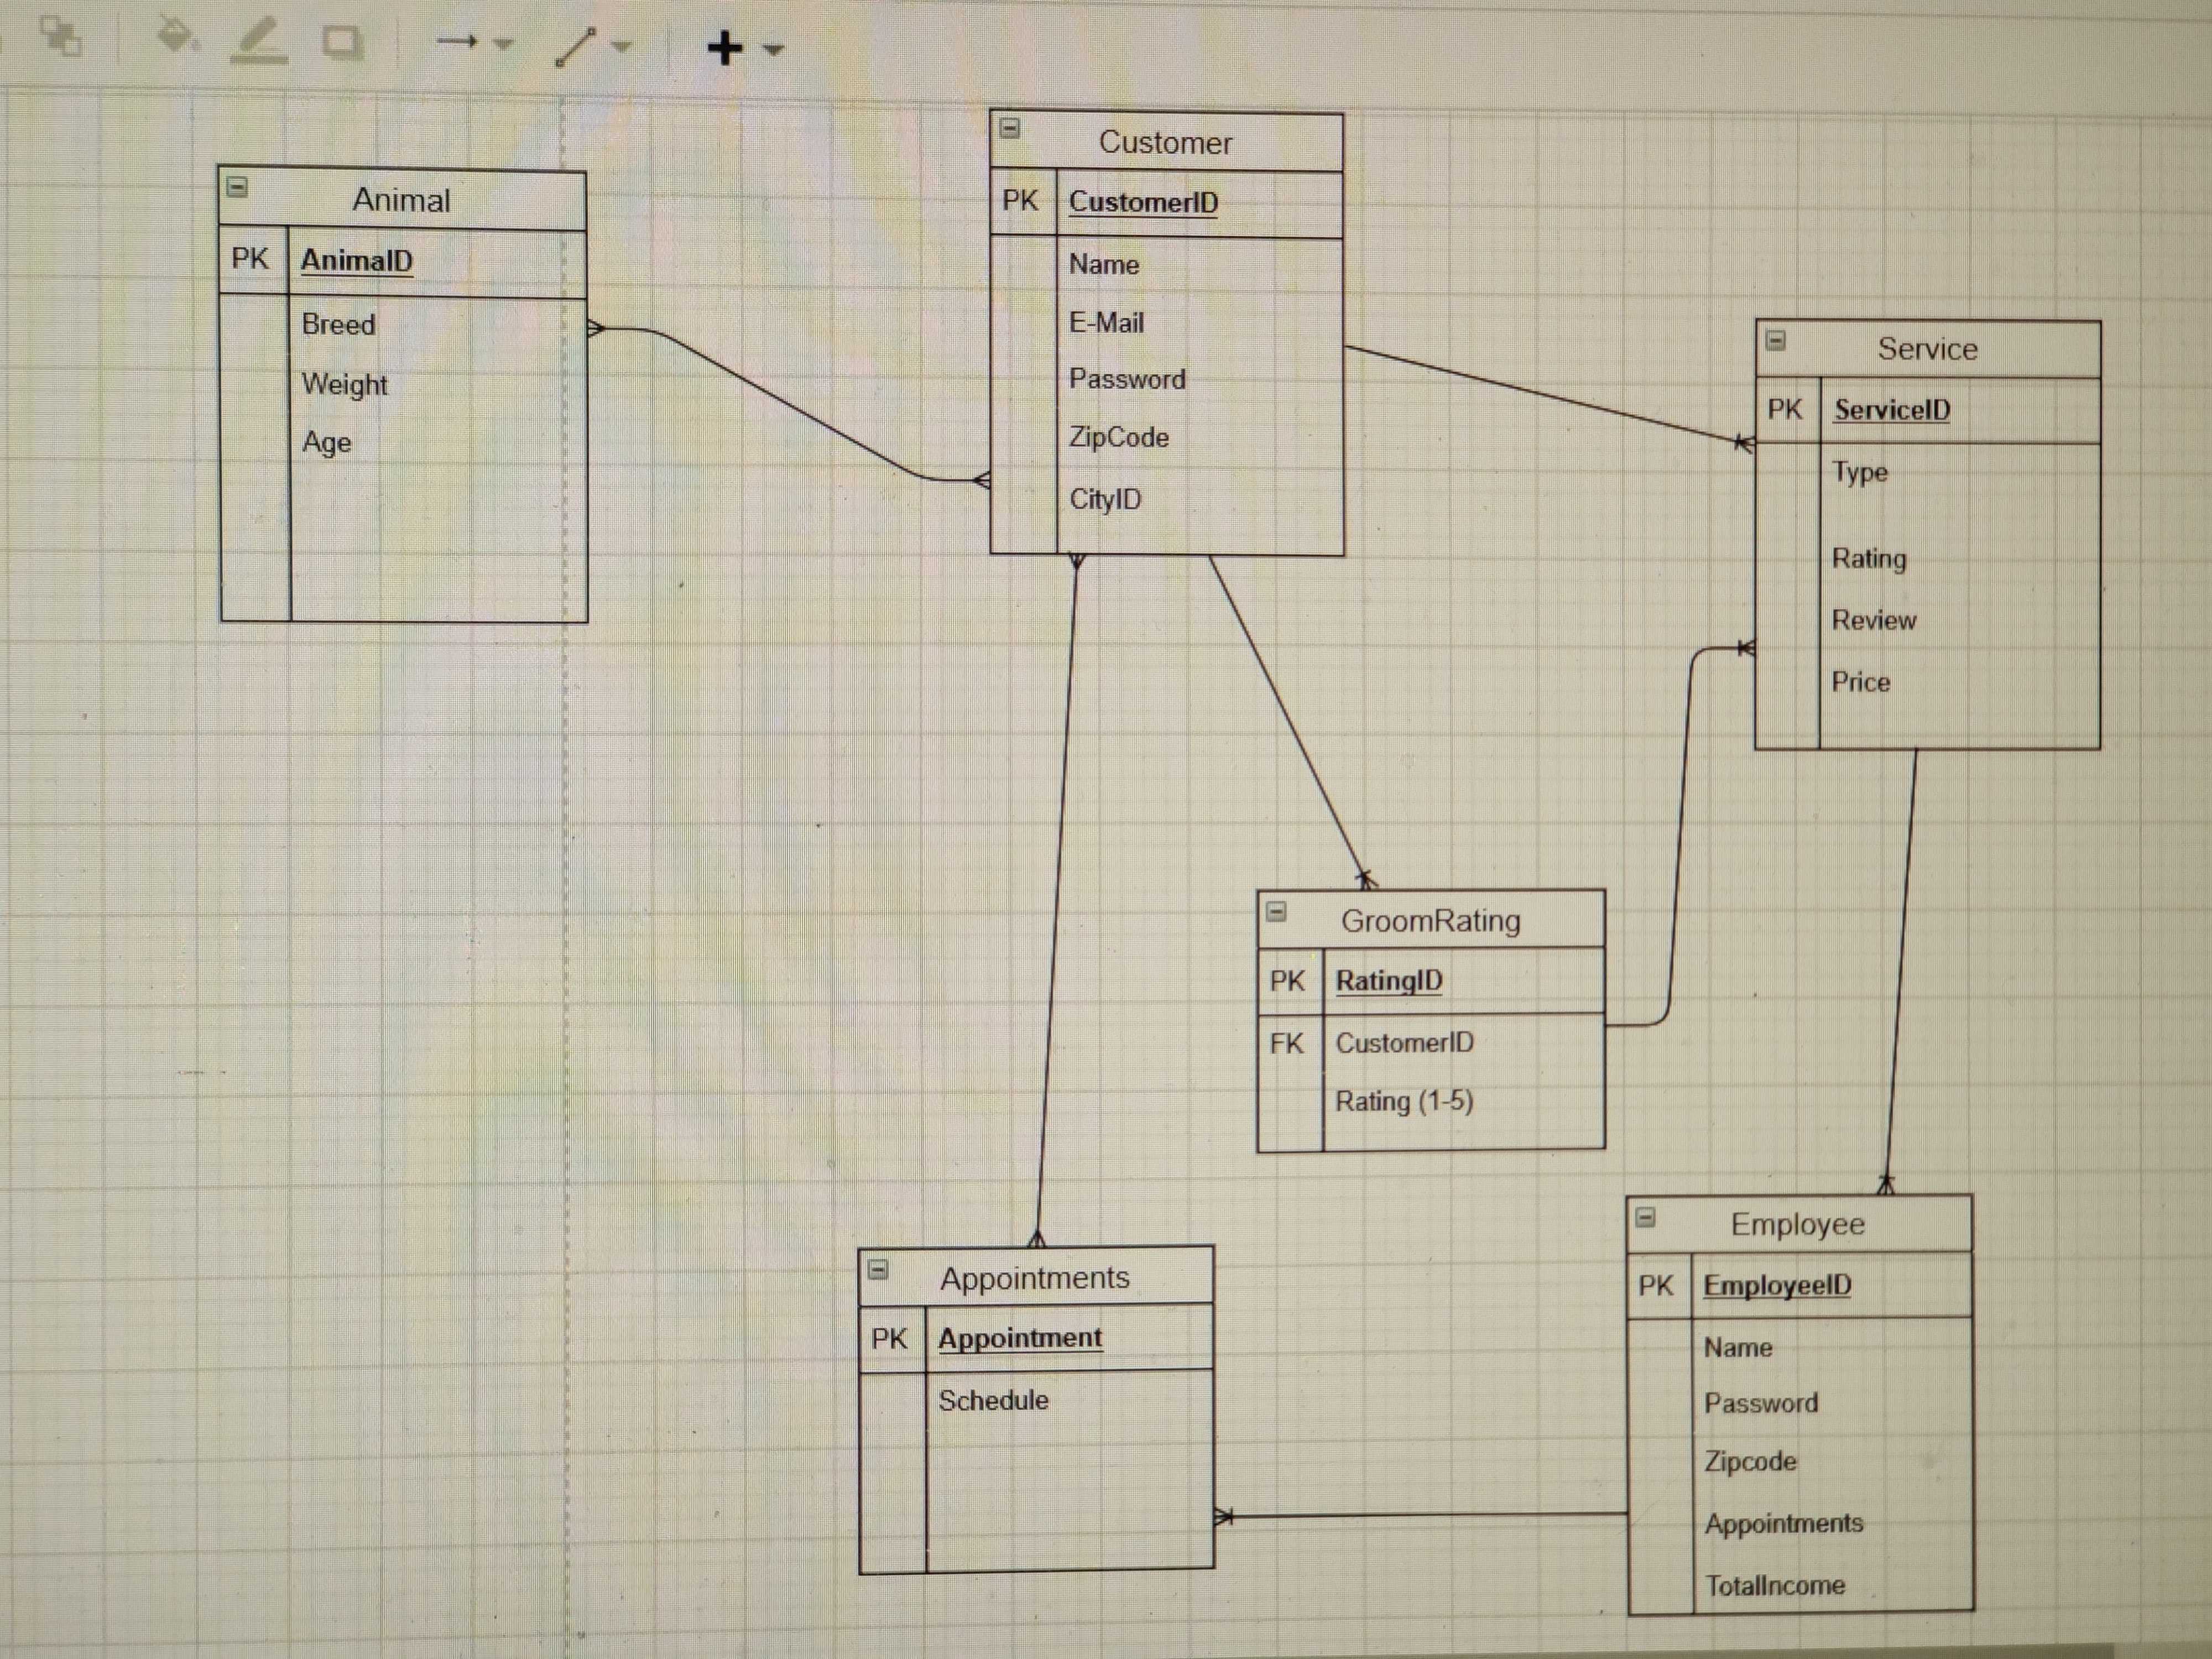 Animal
PK AnimalID
Breed
Weight
Age
Customer
PK CustomerID
Name
E-Mail
Password
ZipCode
CityID
Service
PK ServiceID
Type
Rating
Review
Price
GroomRating
PK RatingID
FK CustomerID
Rating (1-5)
Appointments
PK Appointment
Schedule
Employee
PK EmployeeID
Name
Password
Zipcode
Appointments
TotalIncome